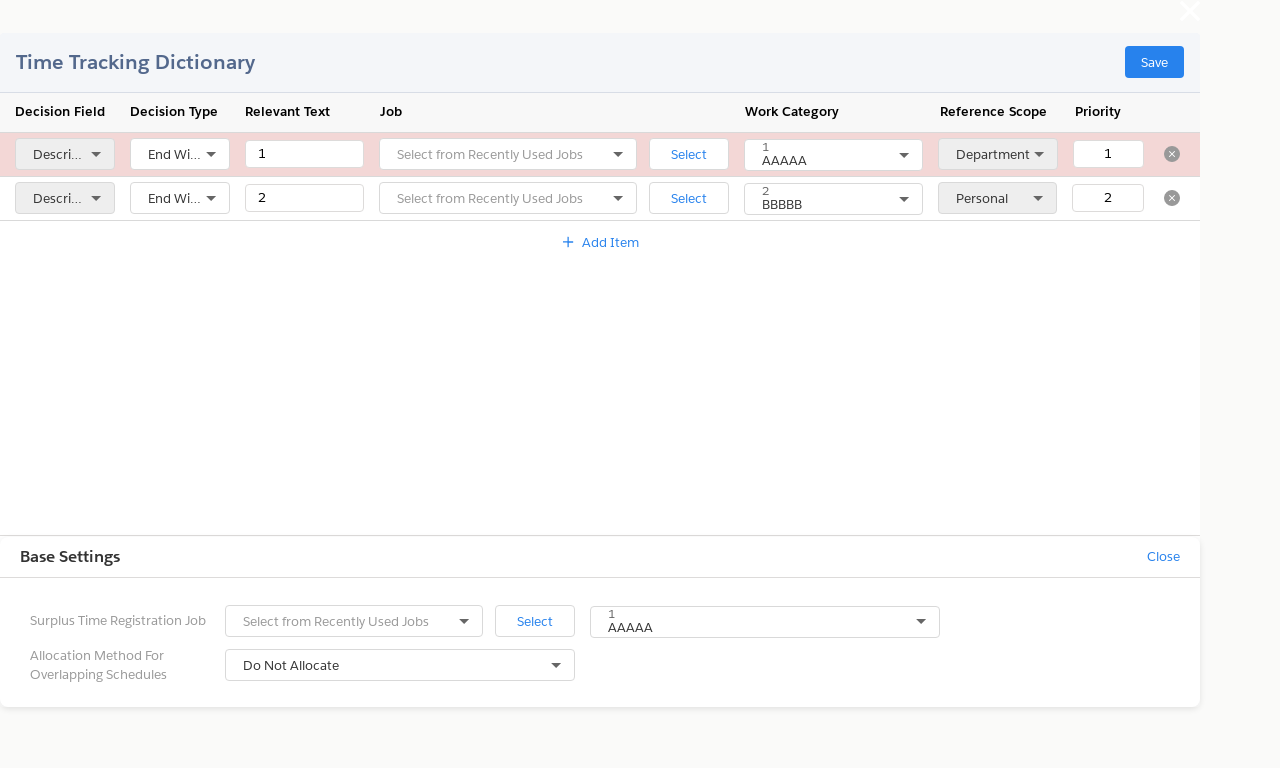 Time Tracking Dictionary
Save
Decision Field Decision Type Relevant Text Job Work Category Reference Scope Priority
Descri... End Wi... 1 Select from Recently Used Jobs Select 1 AAAAA Department 1
Descri... End Wi... 2 Select from Recently Used Jobs Select 2 BBBBB Personal 2
+ Add Item
Base Settings Close
Surplus Time Registration Job Select from Recently Used Jobs Select 1 AAAAA
Allocation Method For
Overlapping Schedules
Do Not Allocate